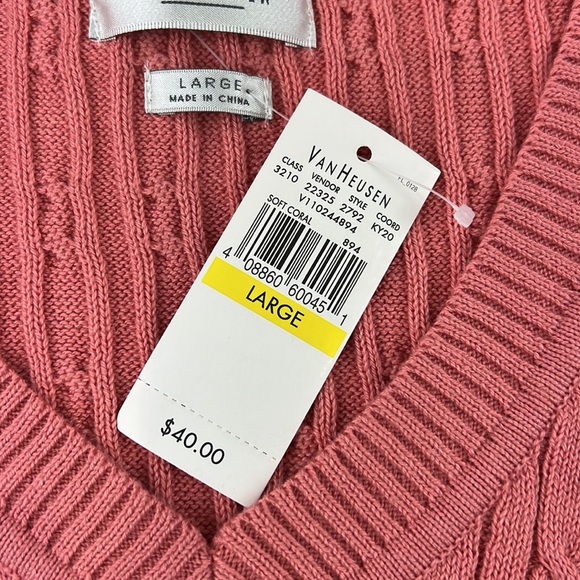 LARGE
MADE IN CHINA
VAN HEUSEN
CLASS VENDOR STYLE COORD
3210 22325 2792 KY20
V110244894
SOFT CORAL 894
4 08860 60045 1
LARGE
$40.00